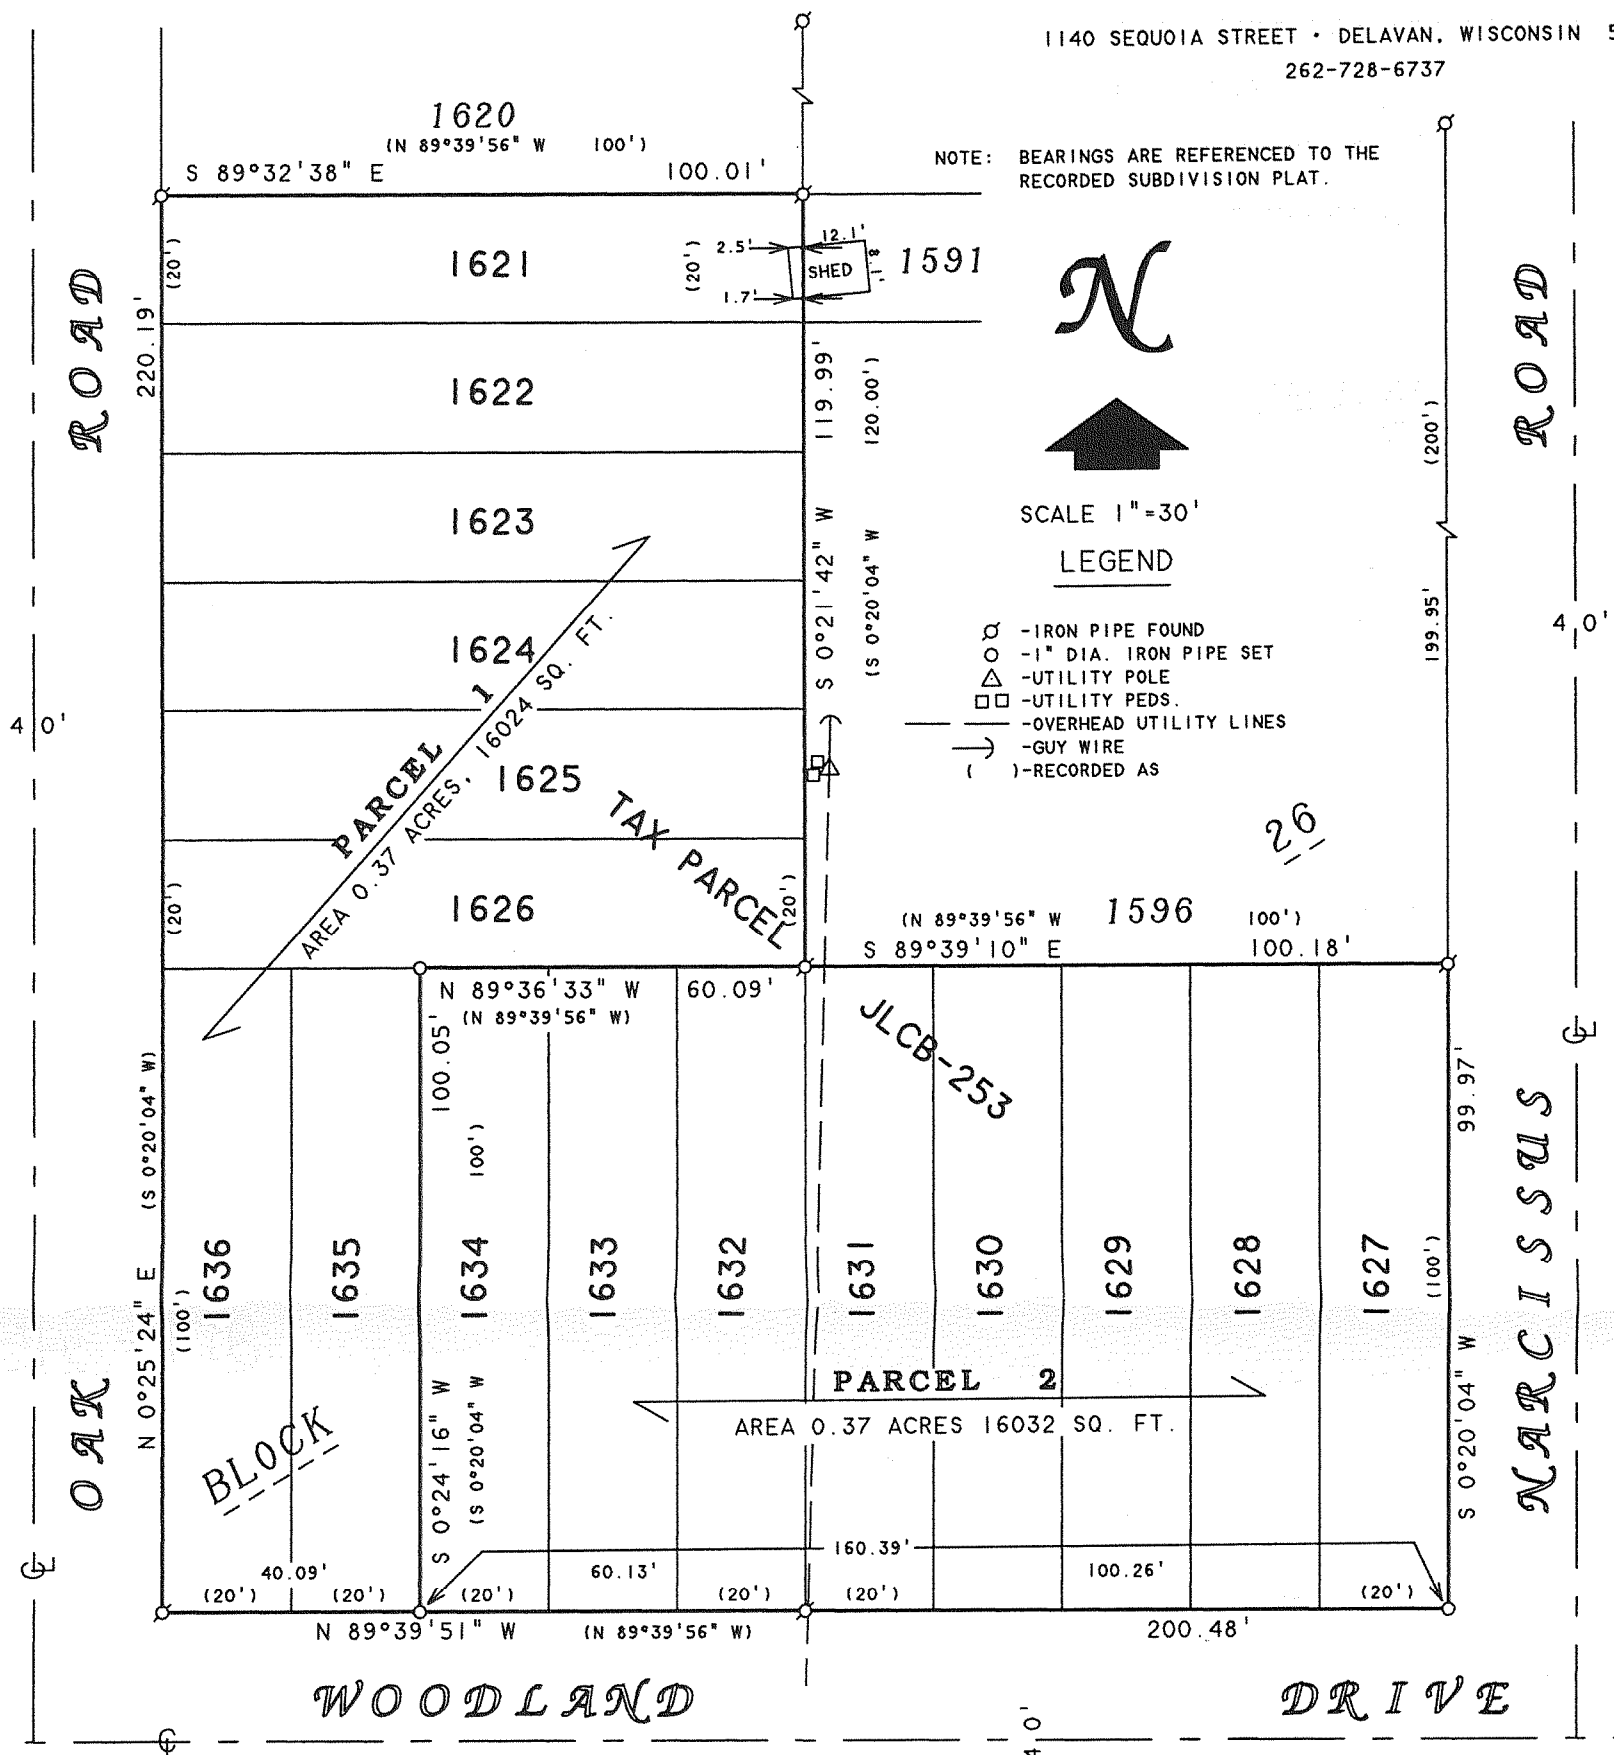 1140 SEQUOIA STREET • DELAVAN, WISCONSIN 5
262-728-6737
1620
(N 89°39'56" W 100')
S 89°32'38" E 100.01'
NOTE: BEARINGS ARE REFERENCED TO THE
RECORDED SUBDIVISION PLAT.
ROAD
220.19'
(20')
1621
(20')
2.5'
12.1'
SHED
8.1'
1.7'
1591
N
ROAD
1622
119.99'
120.00')
(200')
1623
SCALE 1"=30'
LEGEND
S 0°21'42" W
(S 0°20'04" W
199.95'
40'
Ø -IRON PIPE FOUND
O -1" DIA. IRON PIPE SET
△ -UTILITY POLE
□□ -UTILITY PEDS.
-OVERHEAD UTILITY LINES
-GUY WIRE
( )-RECORDED AS
1624
PARCEL 1
AREA 0.37 ACRES, 16024 SQ. FT.
40'
1625
TAX PARCEL
26
(20')
1626
(20')
(N 89°39'56" W 100')
1596
S 89°39'10" E 100.18'
N 89°36'33" W 60.09'
(N 89°39'56" W)
JLCB-253
100.05'
100')
(S 0°20'04" W)
N 0°25'24" E
(100')
99.97'
℄
1636
1635
1634
1633
1632
1631
1630
1629
1628
1627
(100')
NARCISSUS
OAK
BLOCK
S 0°24'16" W
(S 0°20'04" W
PARCEL 2
AREA 0.37 ACRES 16032 SQ. FT.
S 0°20'04" W
160.39'
℄
40.09'
60.13'
100.26'
(20') (20') (20') (20') (20') (20')
N 89°39'51" W (N 89°39'56" W) 200.48'
WOODLAND DRIVE
40'
℄